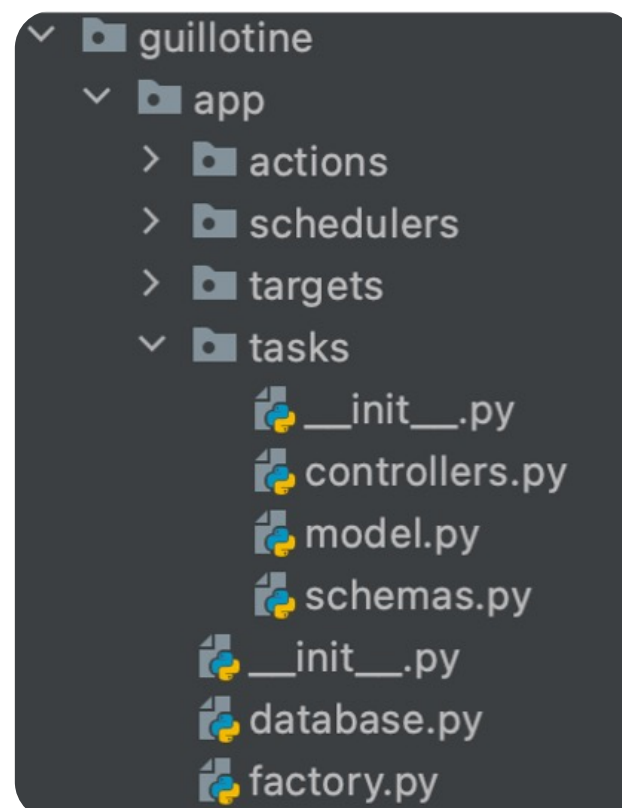 guillotine
app
actions
schedulers
targets
tasks
__init__.py
controllers.py
model.py
schemas.py
__init__.py
database.py
factory.py